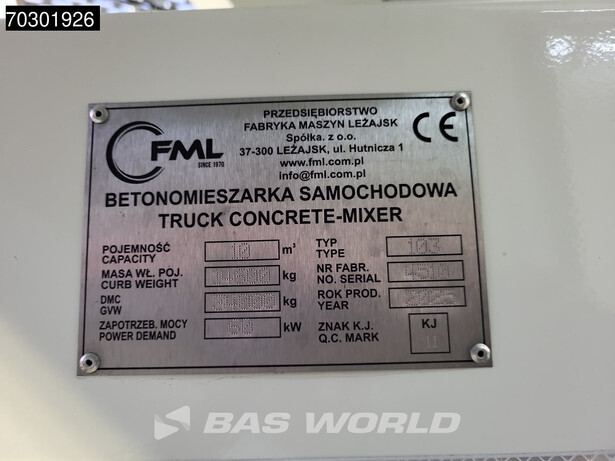 70301926
FML
SINCE 1970
PRZEDSIĘBIORSTWO
FABRYKA MASZYN LEŻAJSK
Spółka. z o.o.
37-300 LEŻAJSK, ul. Hutnicza 1
www.fml.com.pl
info@fml.com.pl
CE
BETONOMIESZARKA SAMOCHODOWA
TRUCK CONCRETE-MIXER
POJEMNOŚĆ
CAPACITY 10 m³
MASA WŁ. POJ.
CURB WEIGHT kg
DMC
GVW kg
ZAPOTRZEB. MOCY
POWER DEMAND kW
TYP
TYPE 103
NR FABR.
NO. SERIAL
ROK PROD.
YEAR
ZNAK K.J.
Q.C. MARK
KJ
11
BAS WORLD